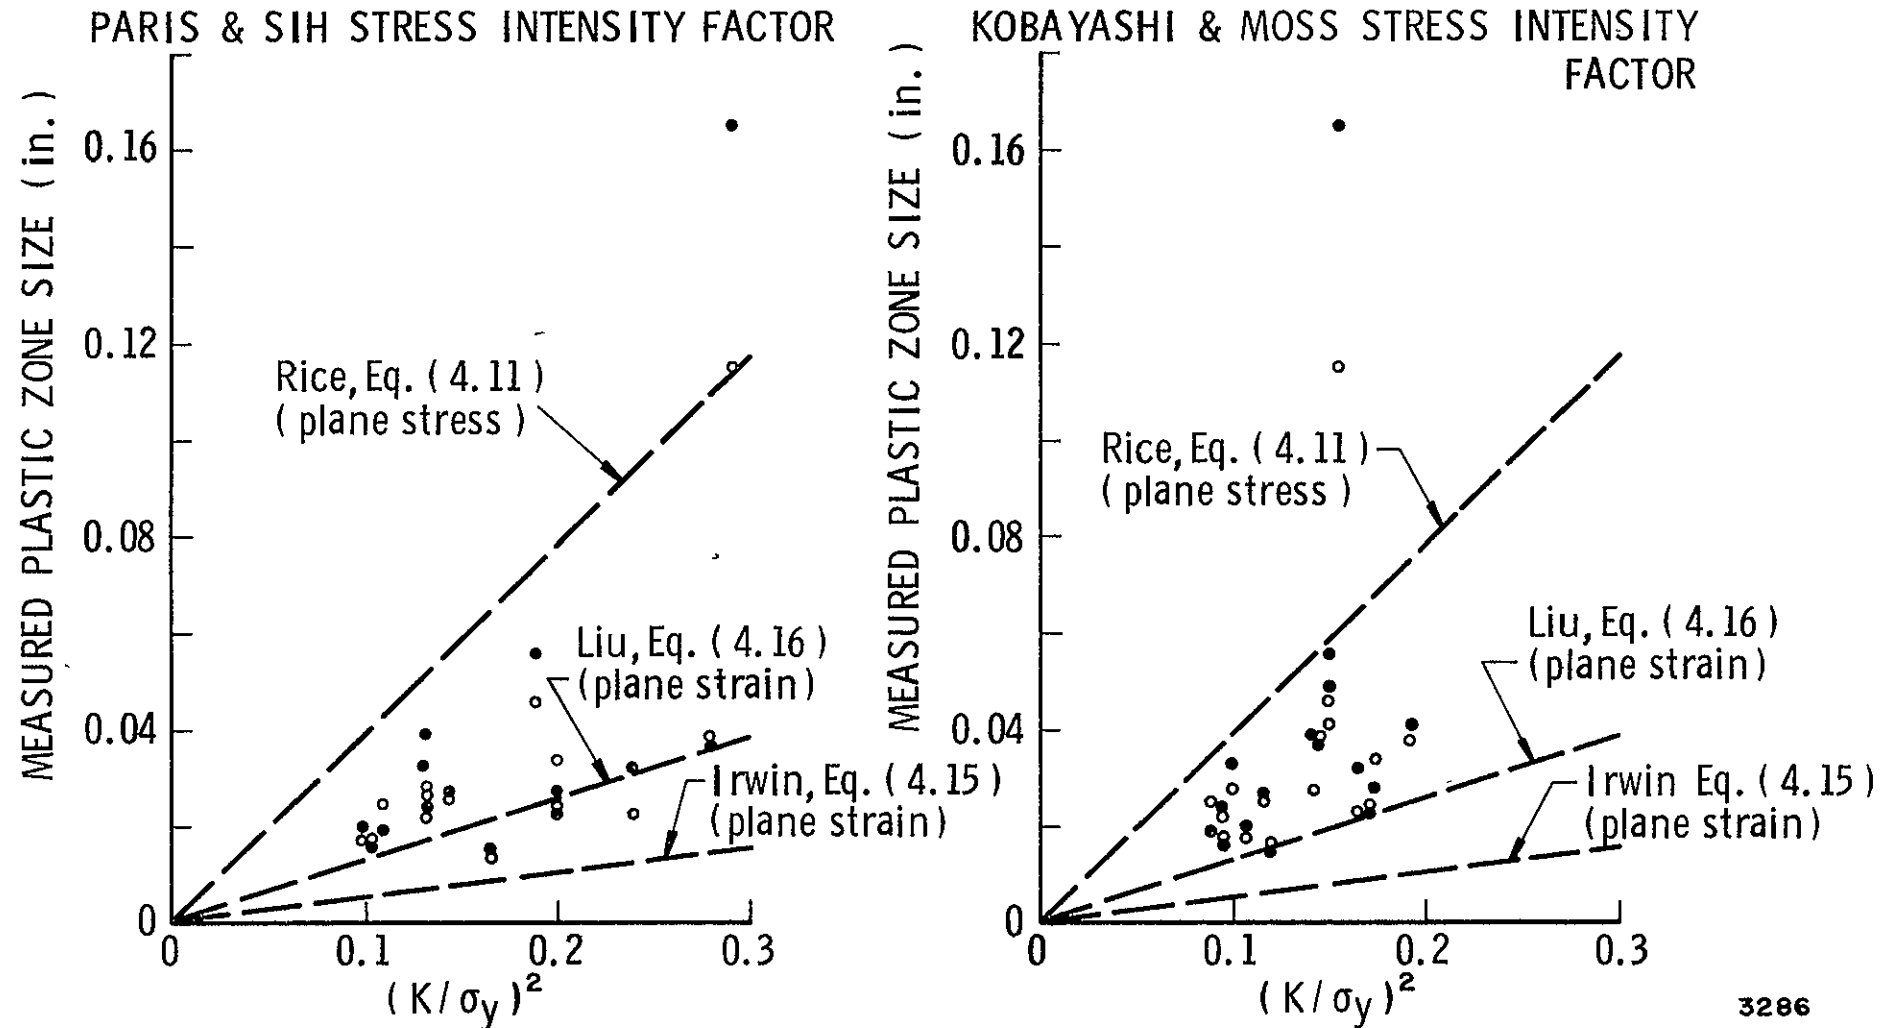 PARIS & SIH STRESS INTENSITY FACTOR
MEASURED PLASTIC ZONE SIZE (in.)
0.16
0.12
0.08
0.04
0
0
0.1
0.2
0.3
(K/σy)²
Rice, Eq. (4.11)
(plane stress)
Liu, Eq. (4.16)
(plane strain)
Irwin, Eq. (4.15)
(plane strain)
KOBAYASHI & MOSS STRESS INTENSITY
FACTOR
MEASURED PLASTIC ZONE SIZE (in.)
0.16
0.12
0.08
0.04
0
0
0.1
0.2
0.3
(K/σy)²
Rice, Eq. (4.11)
(plane stress)
Liu, Eq. (4.16)
(plane strain)
Irwin Eq. (4.15)
(plane strain)
3286